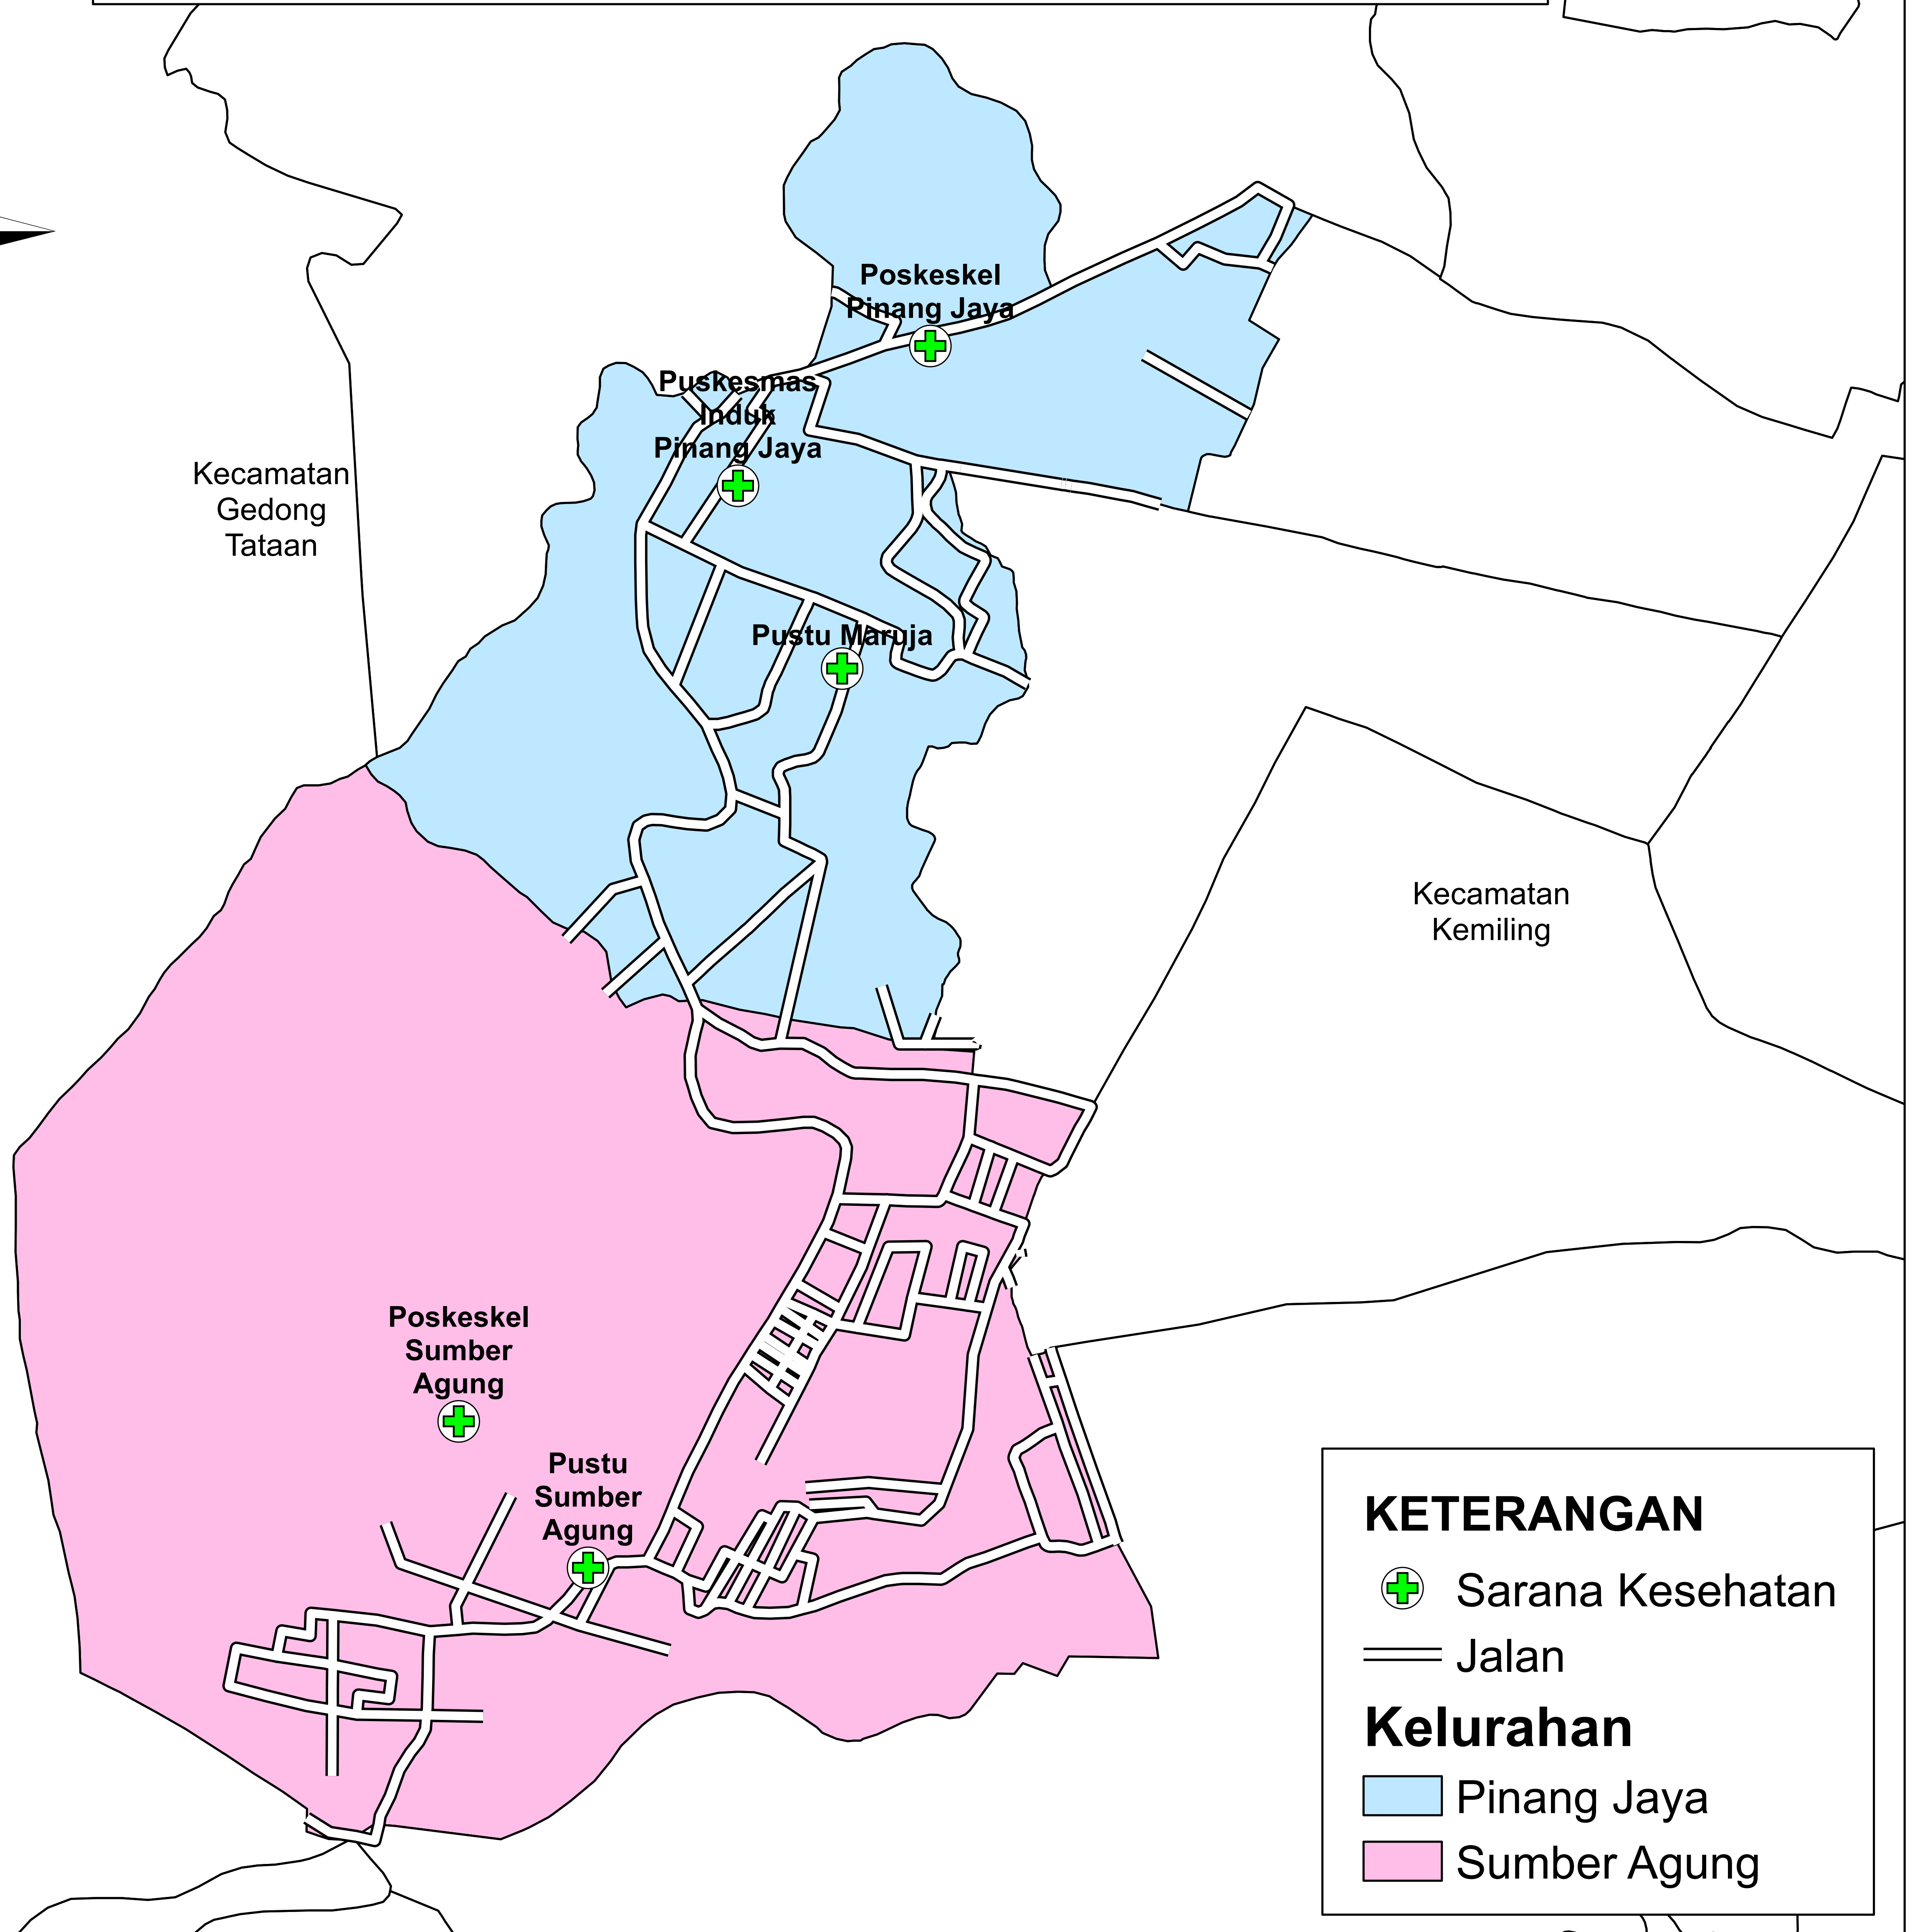 Poskeskel
Pinang Jaya
Puskesmas
Induk
Pinang Jaya
Kecamatan
Gedong
Tataan
Pustu Maruja
Kecamatan
Kemiling
Poskeskel
Sumber
Agung
Pustu
Sumber
Agung
KETERANGAN
Sarana Kesehatan
Jalan
Kelurahan
Pinang Jaya
Sumber Agung